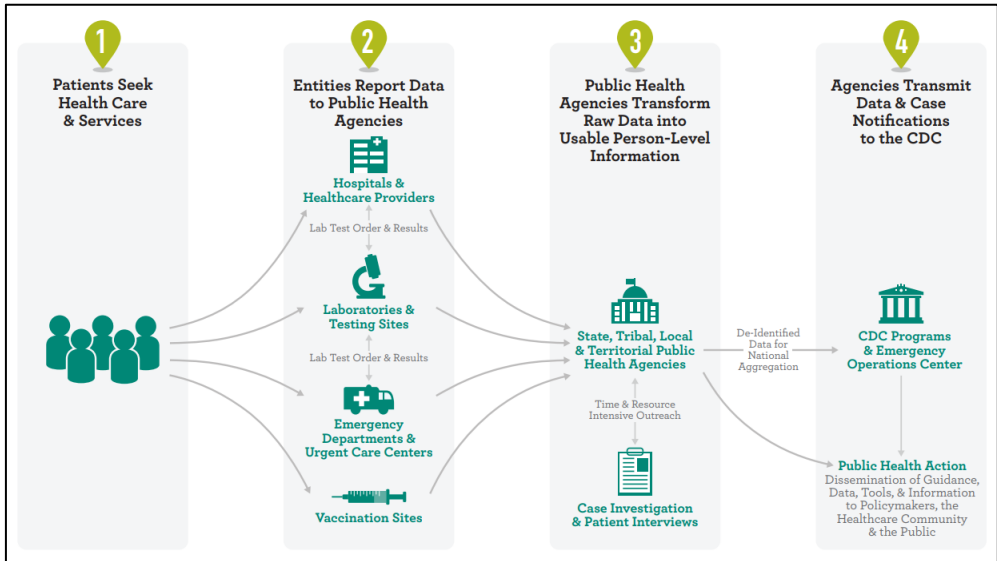 1
Patients Seek
Health Care
& Services
2
Entities Report Data
to Public Health
Agencies
Hospitals &
Healthcare Providers
Lab Test Order & Results
Laboratories &
Testing Sites
Lab Test Order & Results
Emergency
Departments &
Urgent Care Centers
Vaccination Sites
3
Public Health
Agencies Transform
Raw Data into
Usable Person-Level
Information
State, Tribal, Local
& Territorial Public
Health Agencies
Time & Resource
Intensive Outreach
Case Investigation
& Patient Interviews
De-Identified
Data for
National
Aggregation
4
Agencies Transmit
Data & Case
Notifications
to the CDC
CDC Programs
& Emergency
Operations Center
Public Health Action
Dissemination of Guidance,
Data, Tools, & Information
to Policymakers, the
Healthcare Community
& the Public